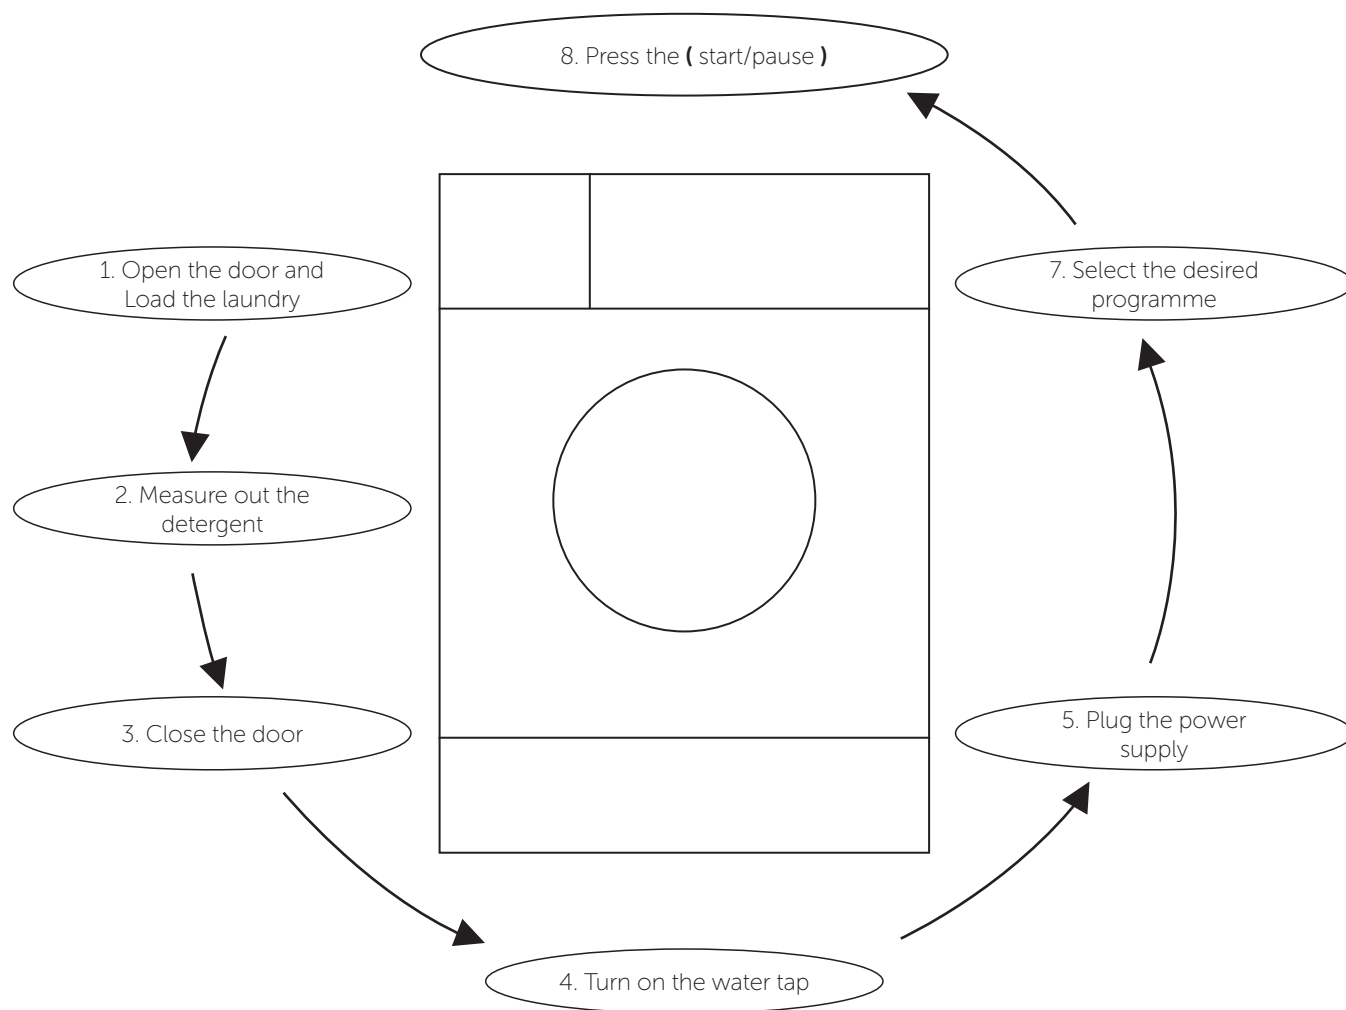 8. Press the ( start/pause )
1. Open the door and
Load the laundry
7. Select the desired
programme
2. Measure out the
detergent
3. Close the door
5. Plug the power
supply
4. Turn on the water tap